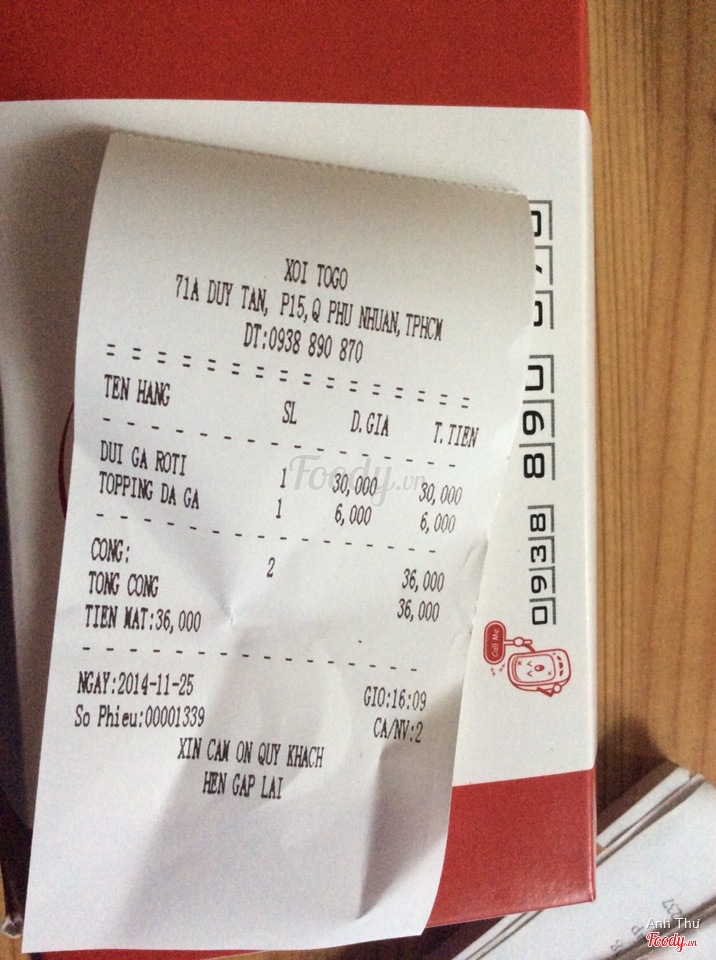 XOI TOGO
71A DUY TAN, P15,Q PHU NHUAN,TPHCM
DT:0938 890 870
= = = = = = = = = = = = = = = =
TEN HANG SL D.GIA T.TIEN
- - - - - - - - - - - - - - - -
DUI GA ROTI 1 30,000 30,000
TOPPING DA GA 1 6,000 6,000
- - - - - - - - - - - - - - - -
CONG: 2 36,000
TONG CONG 36,000
TIEN MAT:36,000
- - - - - - - - - - - - - - - -
NGAY:2014-11-25 GIO:16:09
So Phieu:00001339 CA/NV:2
XIN CAM ON QUY KHACH
HEN GAP LAI
Foody.vn
0938 890
Call Me
Anh Thư
Foody.vn